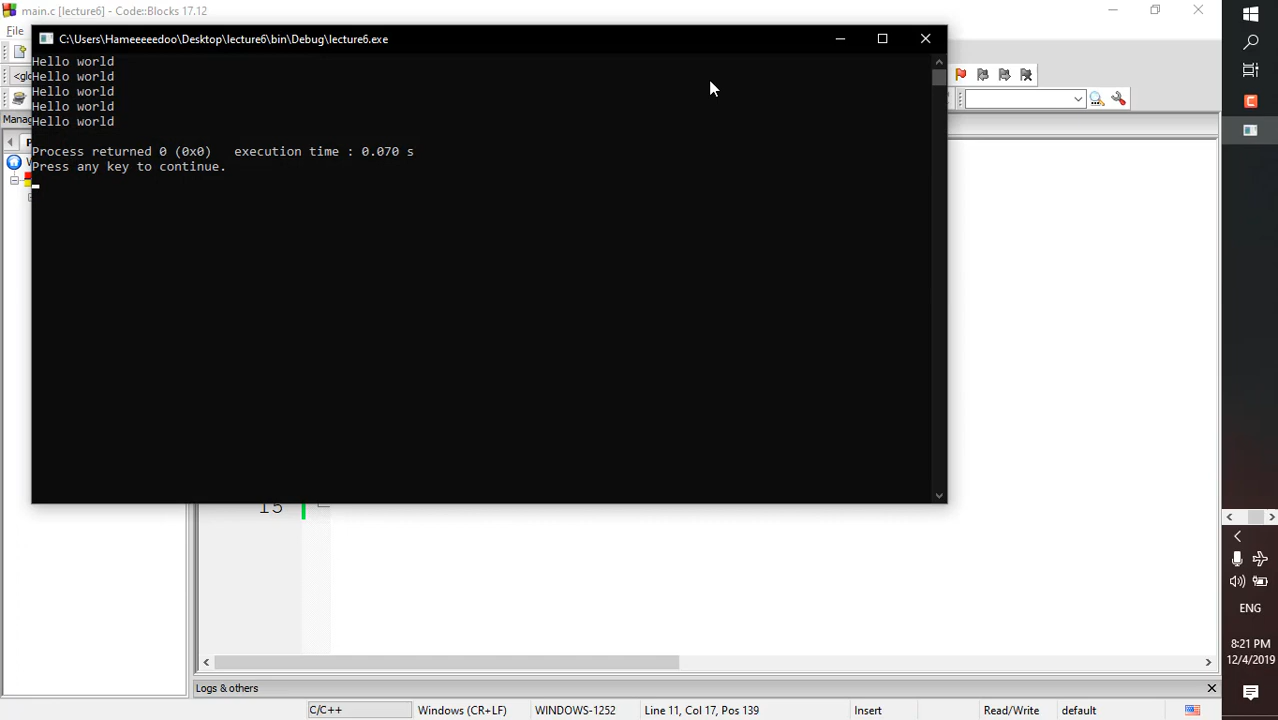 main.c [lecture6] - Code::Blocks 17.12
File
C:\Users\Hameeeeedoo\Desktop\lecture6\bin\Debug\lecture6.exe
Hello world
Hello world
Hello world
Hello world
Hello world
Process returned 0 (0x0)   execution time : 0.070 s
Press any key to continue.
15
Logs & others
C/C++
Windows (CR+LF)
WINDOWS-1252
Line 11, Col 17, Pos 139
Insert
Read/Write
default
ENG
8:21 PM
12/4/2019